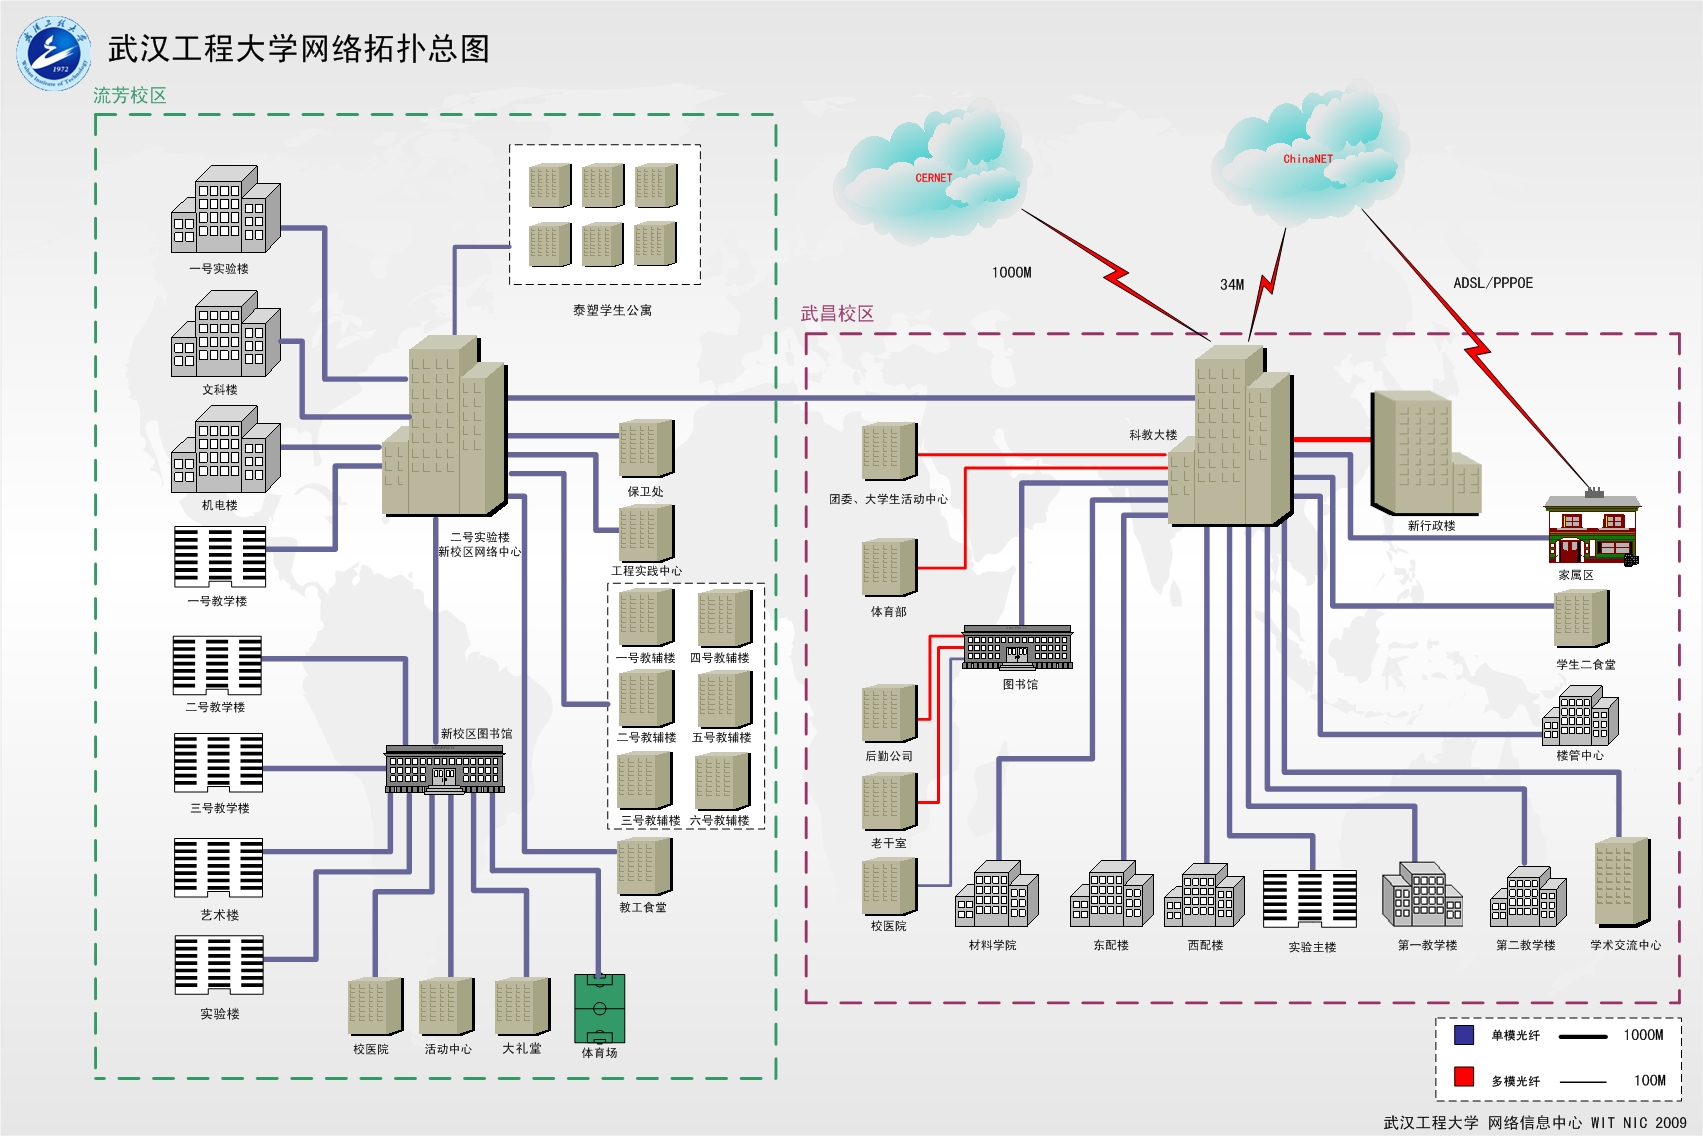 武汉工程大学
Wuhan Institute of Technology
1972
武汉工程大学网络拓扑总图
流芳校区
一号实验楼
文科楼
机电楼
一号教学楼
二号教学楼
三号教学楼
艺术楼
实验楼
泰塑学生公寓
二号实验楼
新校区网络中心
保卫处
工程实践中心
一号教辅楼
四号教辅楼
二号教辅楼
五号教辅楼
三号教辅楼
六号教辅楼
新校区图书馆
教工食堂
校医院
活动中心
大礼堂
体育场
CERNET
ChinaNET
1000M
34M
ADSL/PPPOE
武昌校区
科教大楼
团委、大学生活动中心
新行政楼
家属区
体育部
学生二食堂
图书馆
后勤公司
楼管中心
老干室
校医院
材料学院
东配楼
西配楼
实验主楼
第一教学楼
第二教学楼
学术交流中心
单模光纤
1000M
多模光纤
100M
武汉工程大学 网络信息中心 WIT NIC 2009